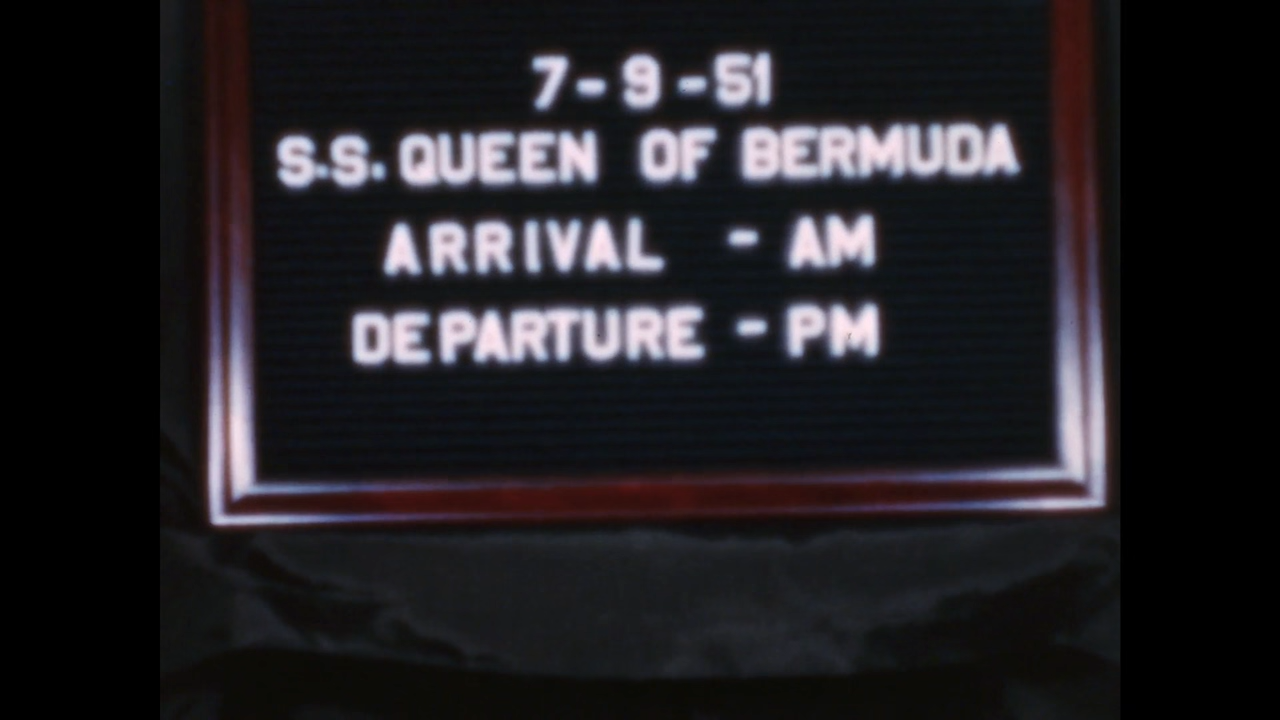 7-9-51
S.S. QUEEN OF BERMUDA
ARRIVAL - AM
DEPARTURE - PM